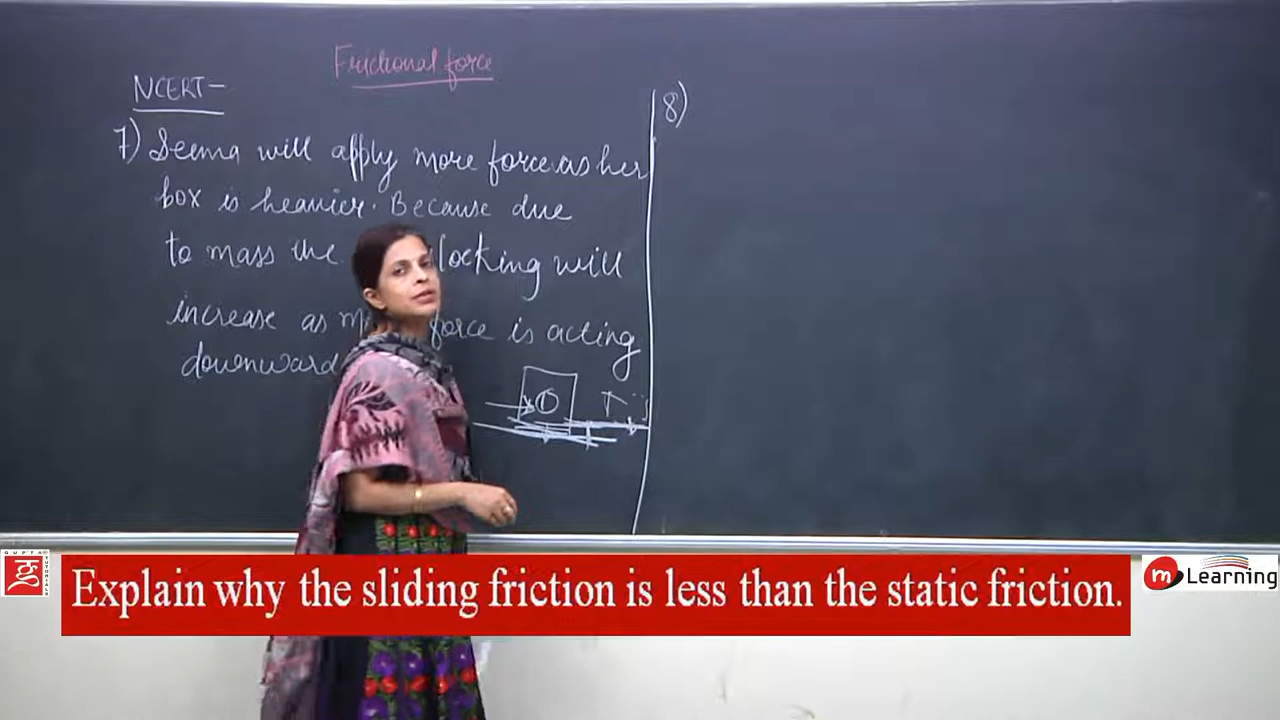 Frictional force
NCERT-
7) Seema will apply more force as her
box is heavier. Because due
to mass the locking will
increase as force is acting
downward
8)
Explain why the sliding friction is less than the static friction.
GUPTA
m Learning